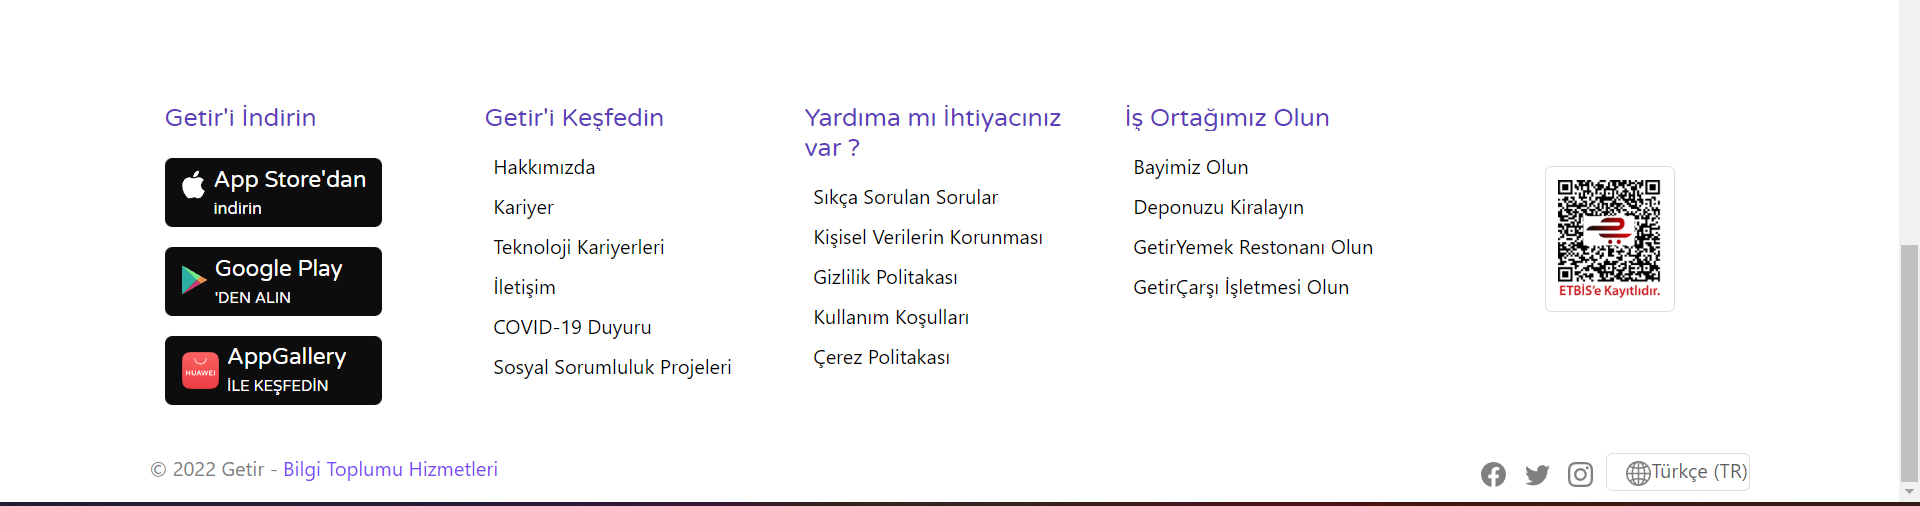 Getir'i İndirin
App Store'dan
indirin
Google Play
'DEN ALIN
HUAWEI
AppGallery
İLE KEŞFEDİN
Getir'i Keşfedin
Hakkımızda
Kariyer
Teknoloji Kariyerleri
İletişim
COVID-19 Duyuru
Sosyal Sorumluluk Projeleri
Yardıma mı İhtiyacınız
var ?
Sıkça Sorulan Sorular
Kişisel Verilerin Korunması
Gizlilik Politakası
Kullanım Koşulları
Çerez Politakası
İş Ortağımız Olun
Bayimiz Olun
Deponuzu Kiralayın
GetirYemek Restonanı Olun
GetirÇarşı İşletmesi Olun
ETBİS'e Kayıtlıdır.
© 2022 Getir - Bilgi Toplumu Hizmetleri
Türkçe (TR)